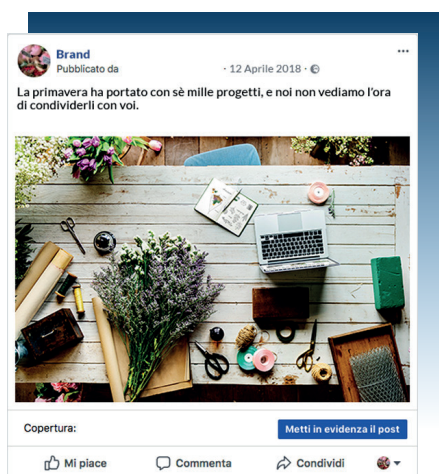 Brand
Pubblicato da · 12 Aprile 2018 ·
La primavera ha portato con sè mille progetti, e noi non vediamo l'ora
di condividerli con voi.
Copertura:
Metti in evidenza il post
Mi piace
Commenta
Condividi